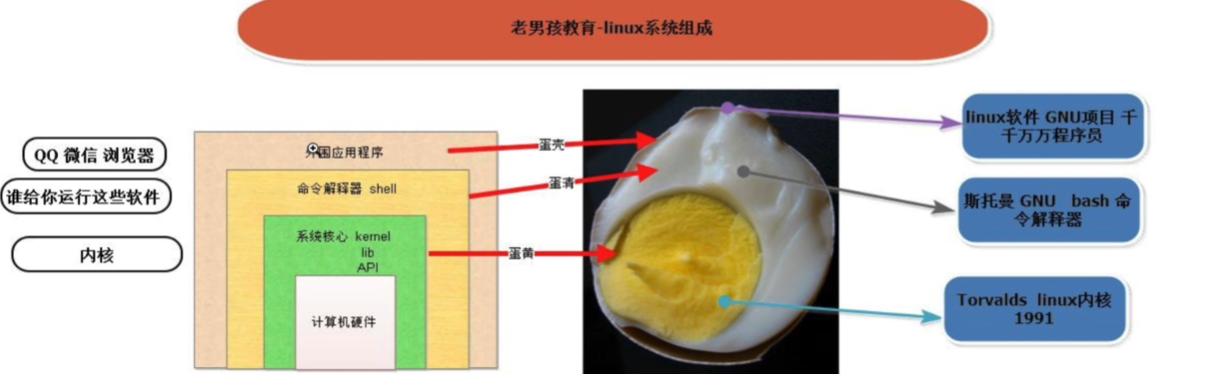 老男孩教育-linux系统组成
QQ 微信 浏览器
谁给你运行这些软件
内核
外围应用程序
命令解释器 shell
系统核心 kernel
lib
API
计算机硬件
蛋壳
蛋清
蛋黄
linux软件 GNU项目 千
千万万程序员
斯托曼 GNU bash 命
令解释器
Torvalds linux内核
1991